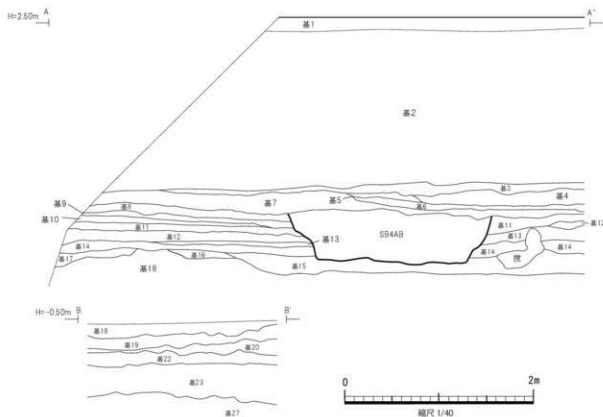 H=2.50m A A'
基1
基2
基3
基4
基5
基6
基7
基8
基9
基10
基11
基12
基13
基14
基17
基18
基16
基15
SB4AB
基11
基12
基13
基14
基14
撹
H=-0.50m B B'
基18
基19
基20
基22
基23
基27
0 2m
縮尺 1/40